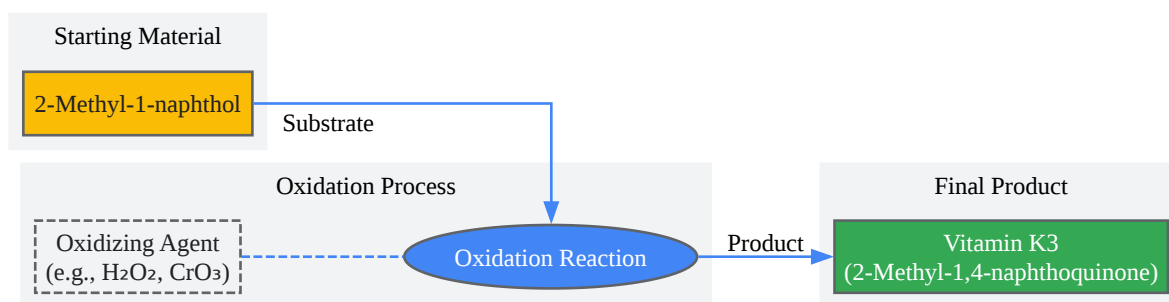 Starting Material
2-Methyl-1-naphthol
Substrate
Oxidation Process
Oxidizing Agent
(e.g., H₂O₂, CrO₃)
Oxidation Reaction
Product
Final Product
Vitamin K3
(2-Methyl-1,4-naphthoquinone)